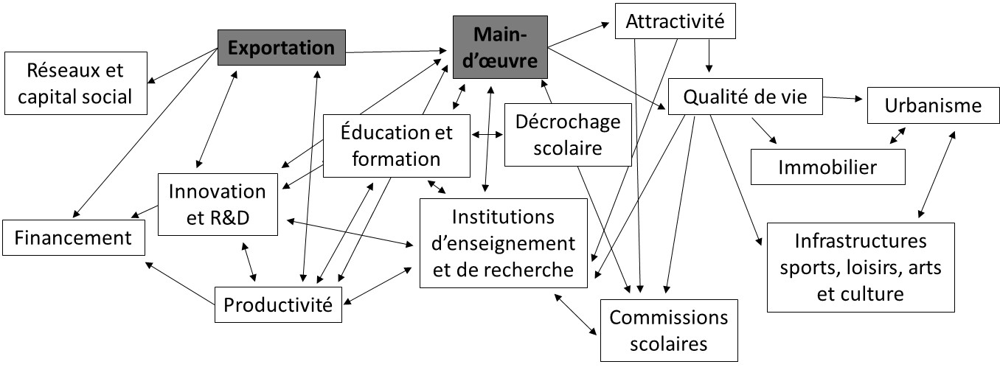 Attractivité
Exportation
Main-
d’œuvre
Réseaux et
capital social
Qualité de vie
Urbanisme
Éducation et
formation
Décrochage
scolaire
Immobilier
Innovation
et R&D
Financement
Institutions
d’enseignement
et de recherche
Infrastructures
sports, loisirs, arts
et culture
Productivité
Commissions
scolaires